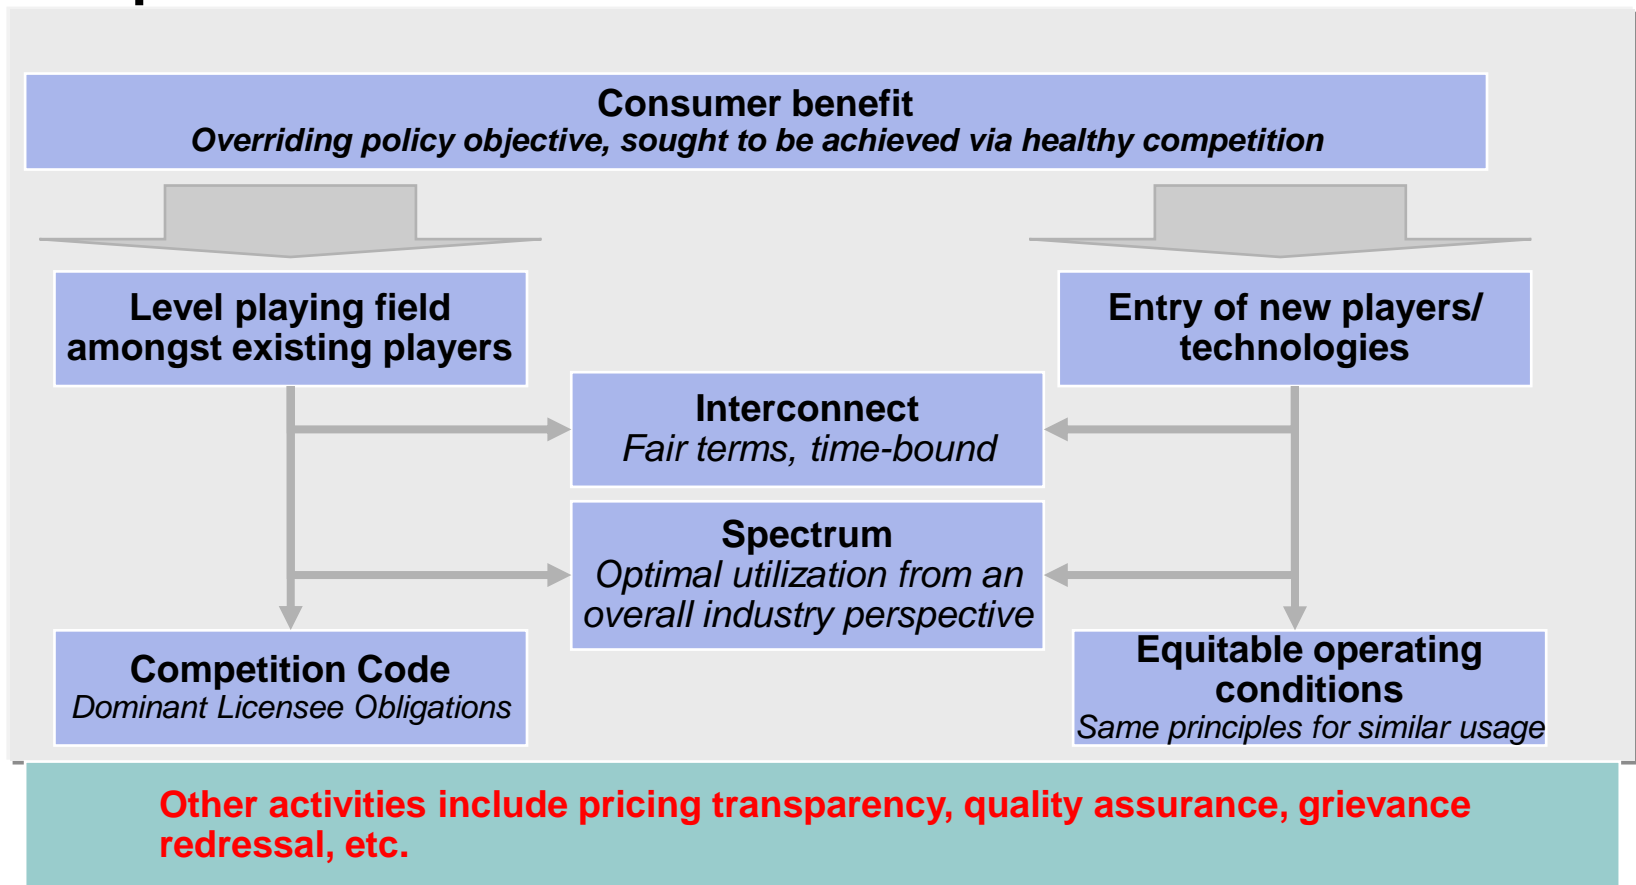 Consumer benefit
Overriding policy objective, sought to be achieved via healthy competition
Level playing field
amongst existing players
Entry of new players/
technologies
Interconnect
Fair terms, time-bound
Spectrum
Optimal utilization from an
overall industry perspective
Competition Code
Dominant Licensee Obligations
Equitable operating
conditions
Same principles for similar usage
Other activities include pricing transparency, quality assurance, grievance
redressal, etc.